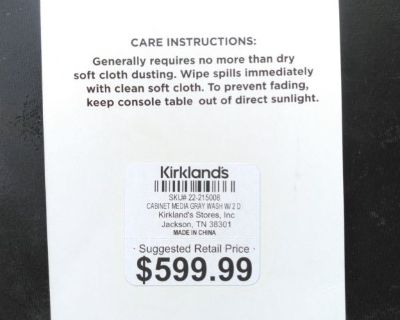 CARE INSTRUCTIONS:
Generally requires no more than dry
soft cloth dusting. Wipe spills immediately
with clean soft cloth. To prevent fading,
keep console table out of direct sunlight.
Kirkland's
SKU# 22-215008
CABINET MEDIA GRAY WASH W/ 2 D
Kirkland's Stores, Inc
Jackson, TN 38301
MADE IN CHINA
· Suggested Retail Price ·
$599.99